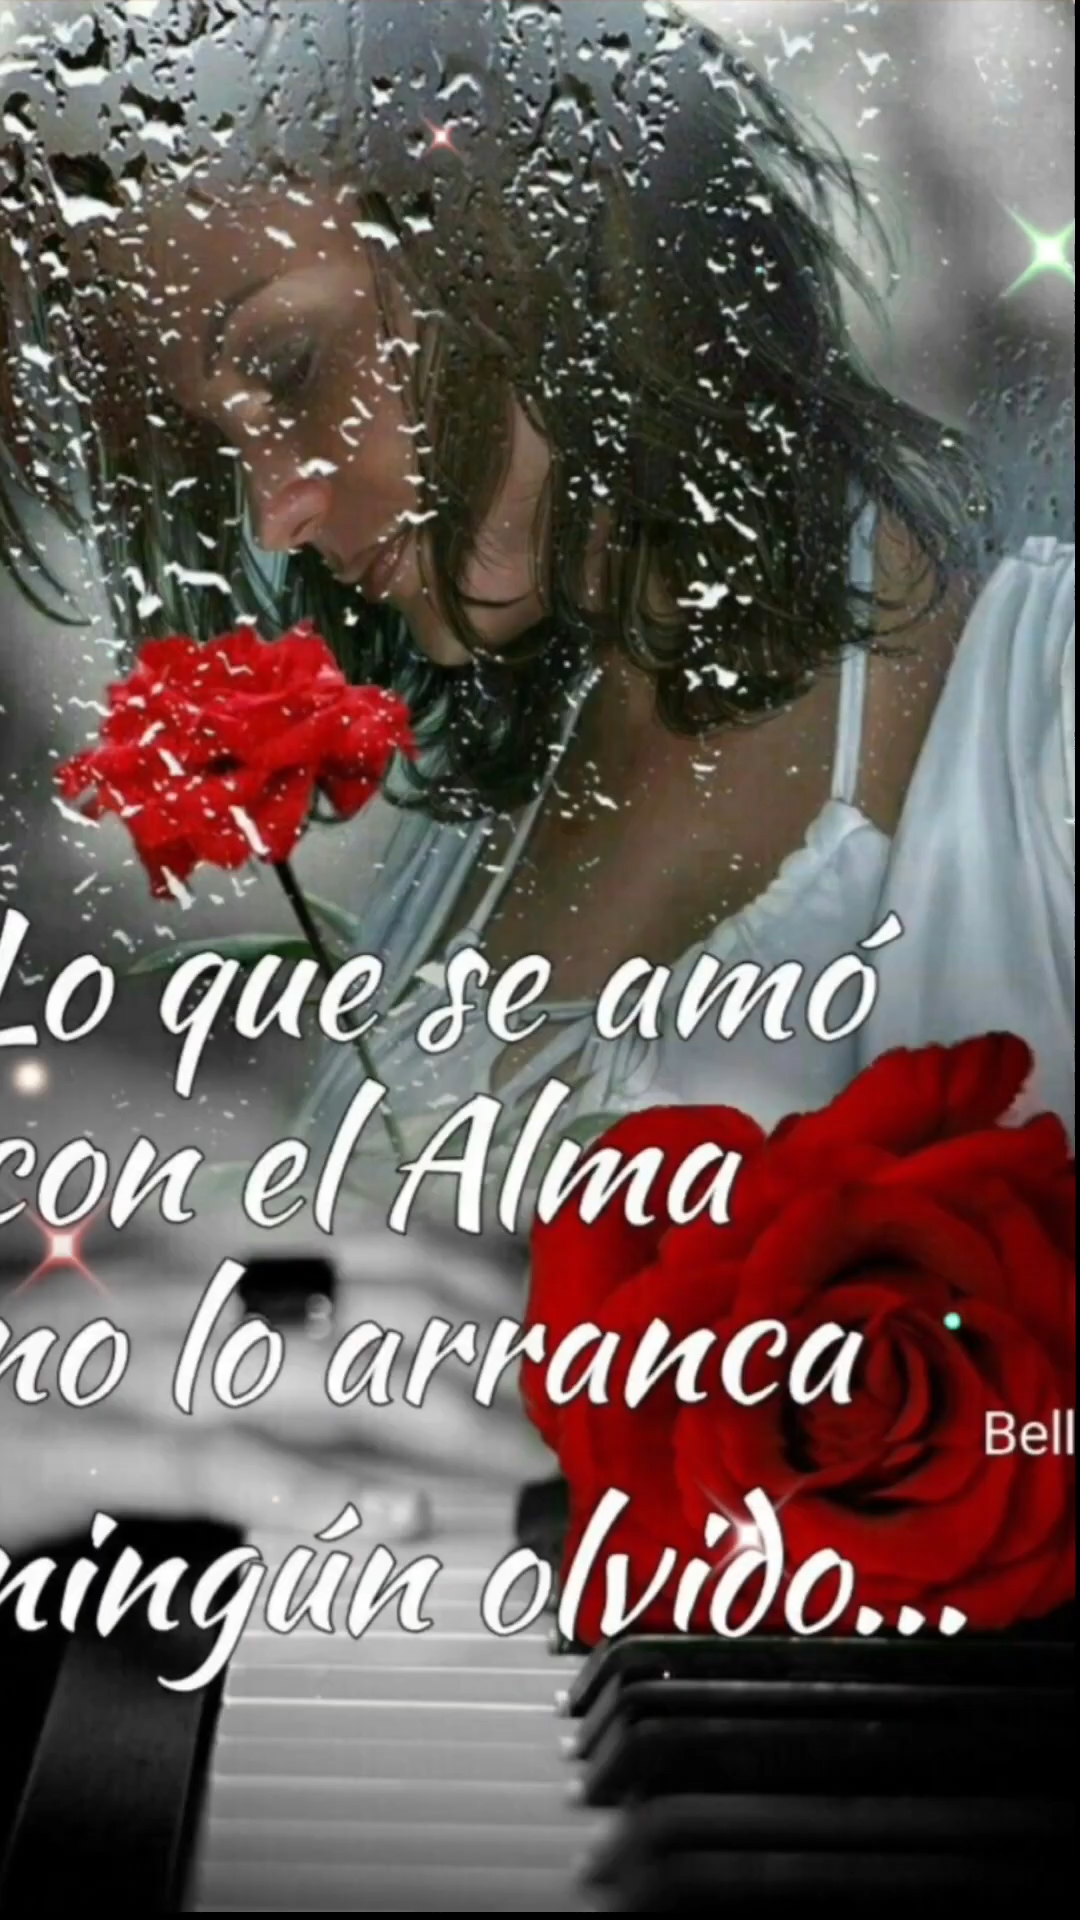 Lo que se amó
con el Alma
no lo arranca
Bell
ningún olvido...